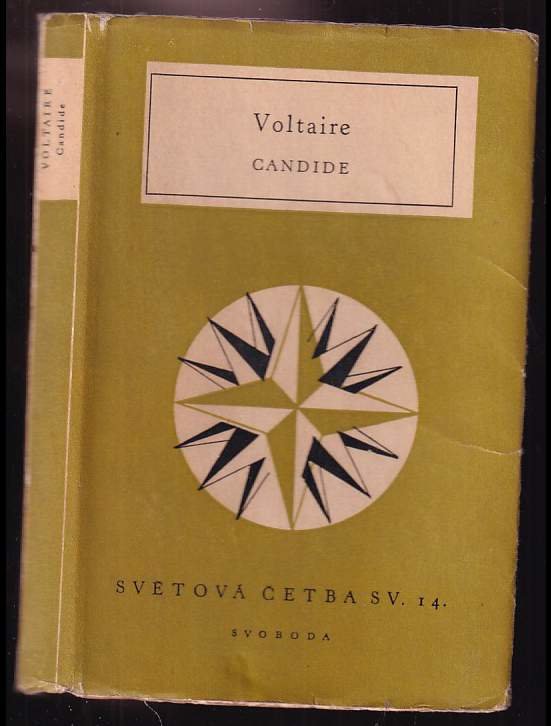 VOLTAIRE
Candide
Voltaire
CANDIDE
SVĚTOVÁ ČETBA SV. 14.
SVOBODA